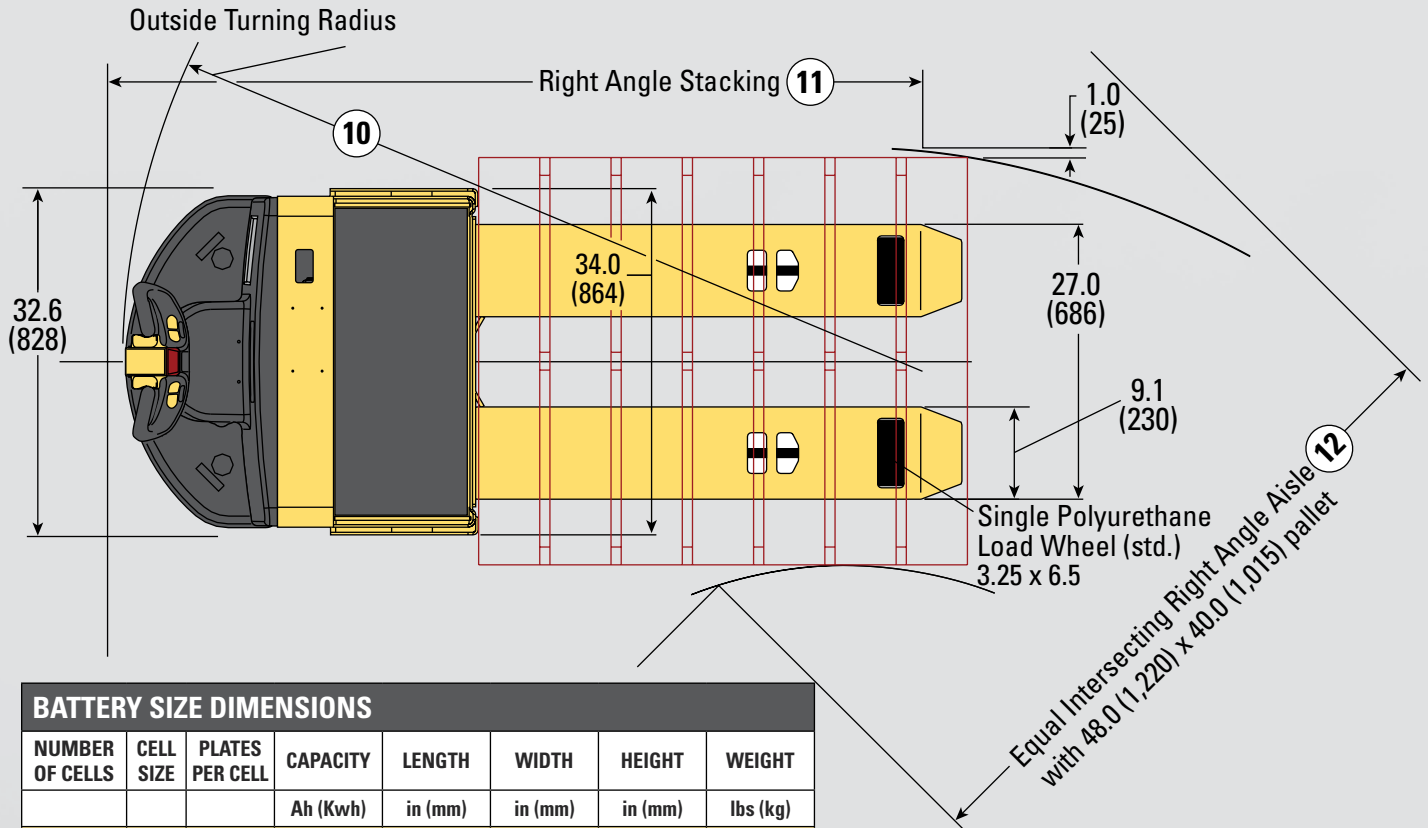 Outside Turning Radius
Right Angle Stacking 11
1.0
(25)
10
32.6
(828)
34.0
(864)
27.0
(686)
9.1
(230)
Single Polyurethane
Load Wheel (std.)
3.25 x 6.5
Equal Intersecting Right Angle Aisle 12
with 48.0 (1,220) x 40.0 (1,015) pallet
BATTERY SIZE DIMENSIONS
NUMBER OF CELLS CELL SIZE PLATES PER CELL CAPACITY LENGTH WIDTH HEIGHT WEIGHT
Ah (Kwh) in (mm) in (mm) in (mm) lbs (kg)